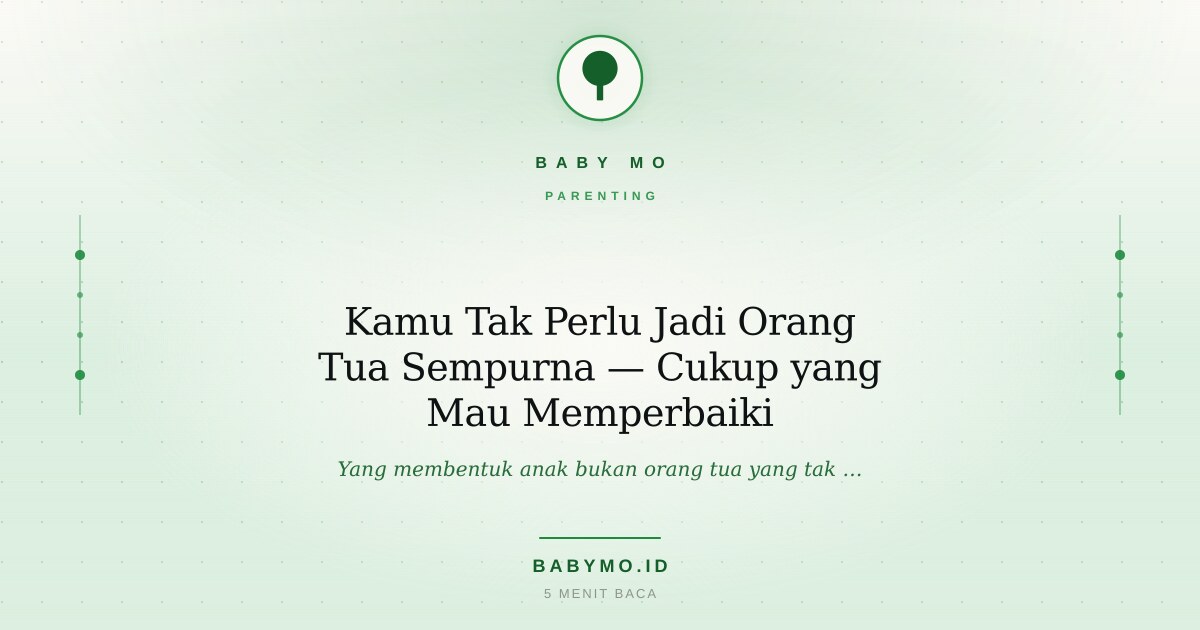 BABY MO
PARENTING
Kamu Tak Perlu Jadi Orang
Tua Sempurna — Cukup yang
Mau Memperbaiki
Yang membentuk anak bukan orang tua yang tak ...
BABYMO.ID
5 MENIT BACA